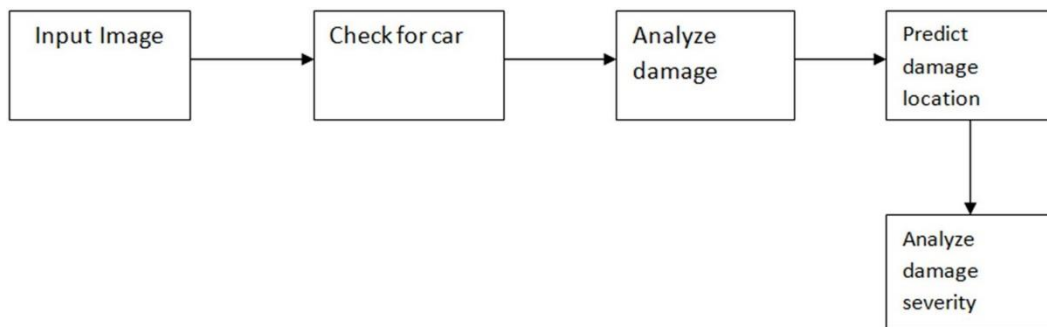 Input Image
Check for car
Analyze
damage
Predict
damage
location
Analyze
damage
severity